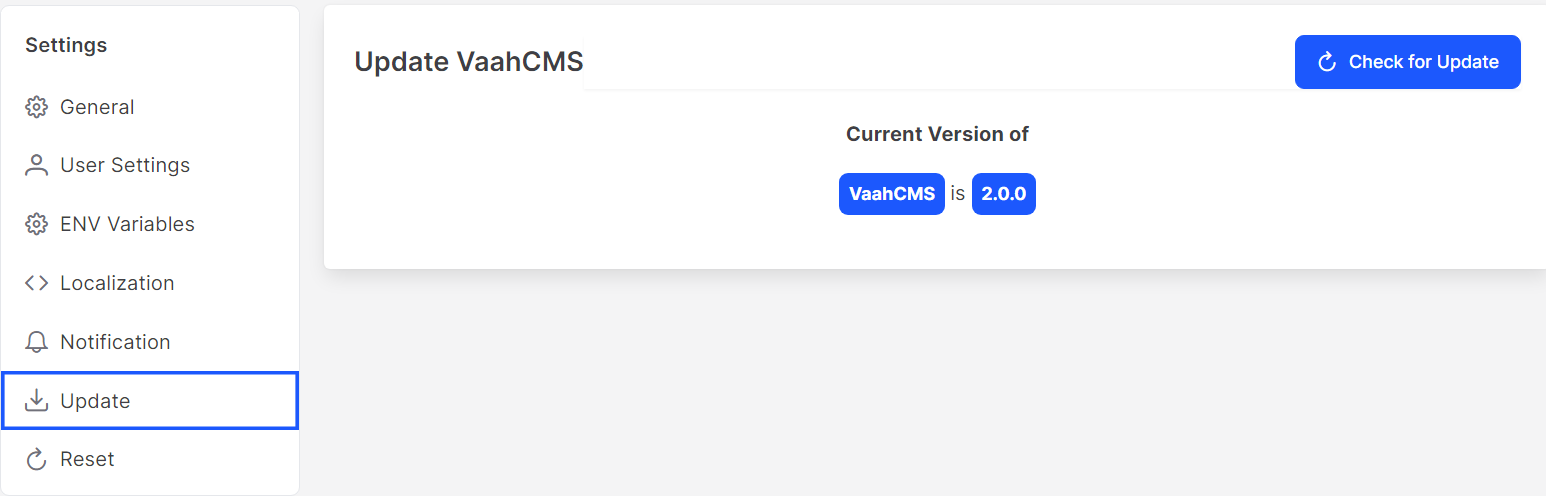 Settings
General
User Settings
ENV Variables
Localization
Notification
Update
Reset
Update VaahCMS
Check for Update
Current Version of
VaahCMS is 2.0.0